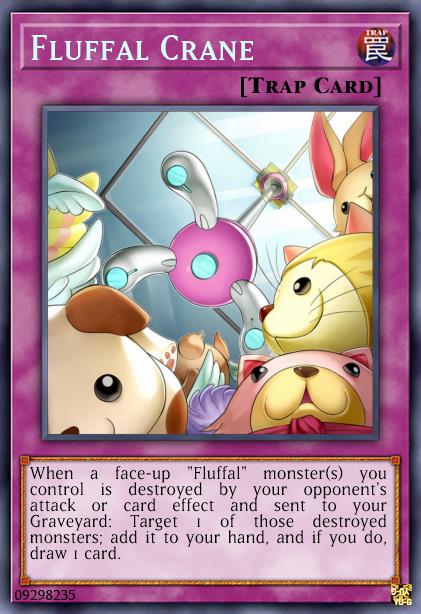 Fluffal Crane
TRAP
罠
[Trap Card]
When a face-up "Fluffal" monster(s) you
control is destroyed by your opponent's
attack or card effect and sent to your
Graveyard: Target 1 of those destroyed
monsters; add it to your hand, and if you do,
draw 1 card.
09298235